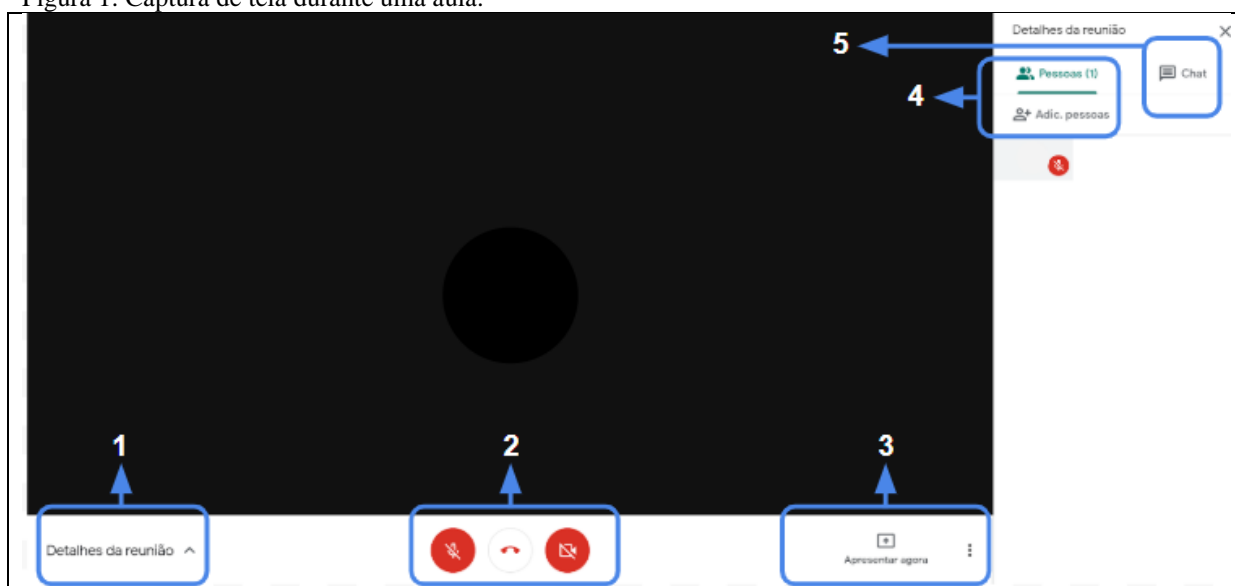 Figura 1: Captura de tela durante uma aula.
5
Detalhes da reunião
Pessoas (1)
Chat
4
Adic. pessoas
1
2
3
Detalhes da reunião
Apresentar agora